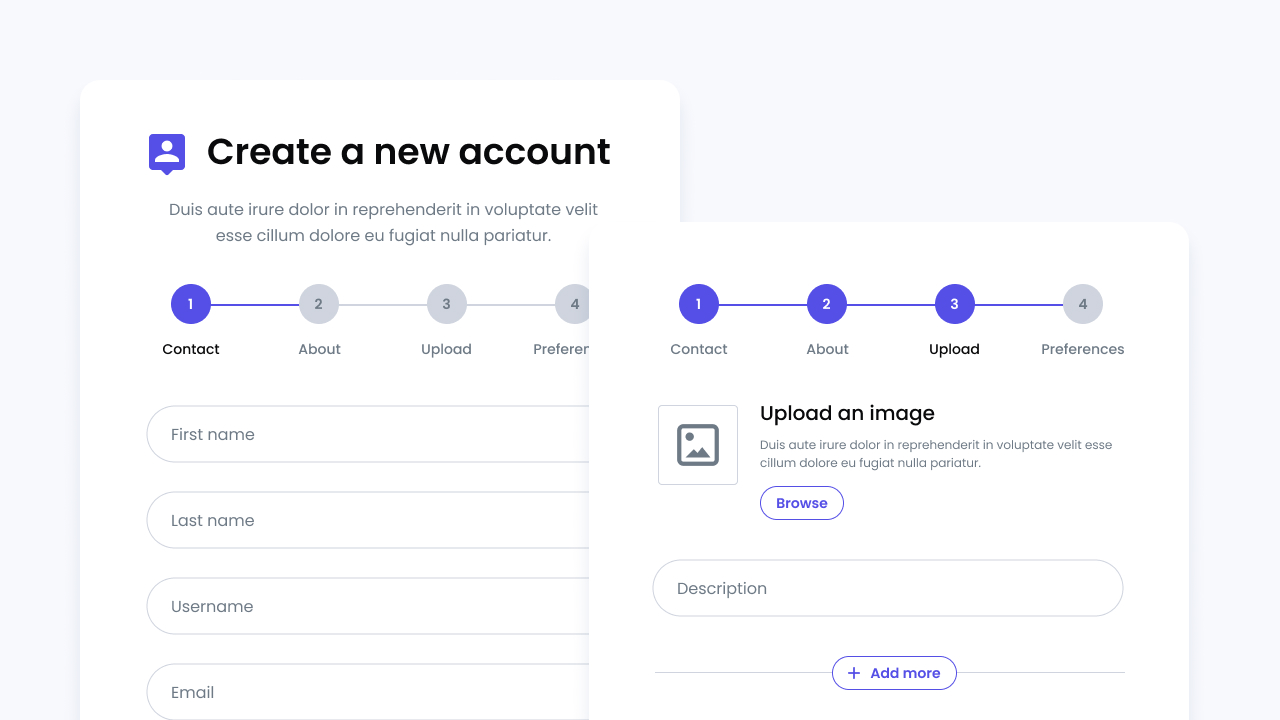 Create a new account
Duis aute irure dolor in reprehenderit in voluptate velit
esse cillum dolore eu fugiat nulla pariatur.
1 2 3 4
Contact About Upload Preferen
First name
Last name
Username
Email
1 2 3 4
Contact About Upload Preferences
Upload an image
Duis aute irure dolor in reprehenderit in voluptate velit esse
cillum dolore eu fugiat nulla pariatur.
Browse
Description
+ Add more